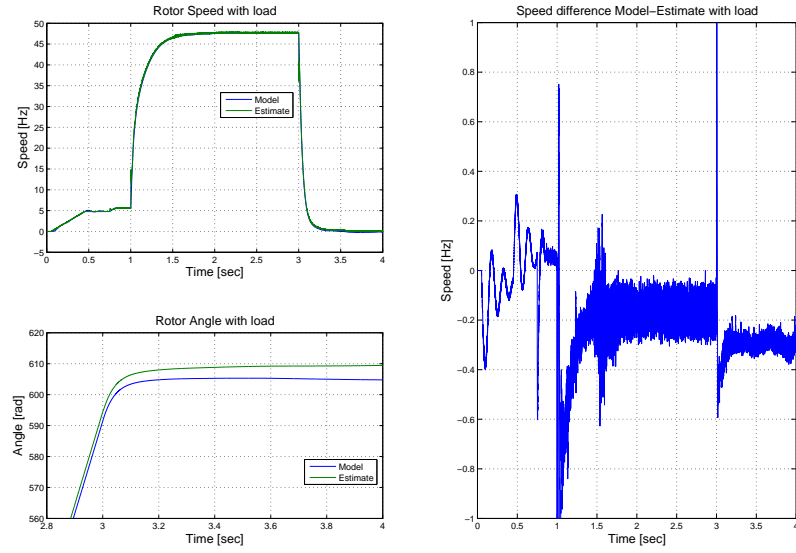 Rotor Speed with load
50
45
40
35
30
25
20
15
10
5
0
−5
Speed [Hz]
Model
Estimate
0 0.5 1 1.5 2 2.5 3 3.5 4
Time [sec]
Rotor Angle with load
620
610
600
590
580
570
560
Angle [rad]
Model
Estimate
2.8 3 3.2 3.4 3.6 3.8 4
Time [sec]
Speed difference Model−Estimate with load
1
0.8
0.6
0.4
0.2
0
−0.2
−0.4
−0.6
−0.8
−1
Speed [Hz]
0 0.5 1 1.5 2 2.5 3 3.5 4
Time [sec]